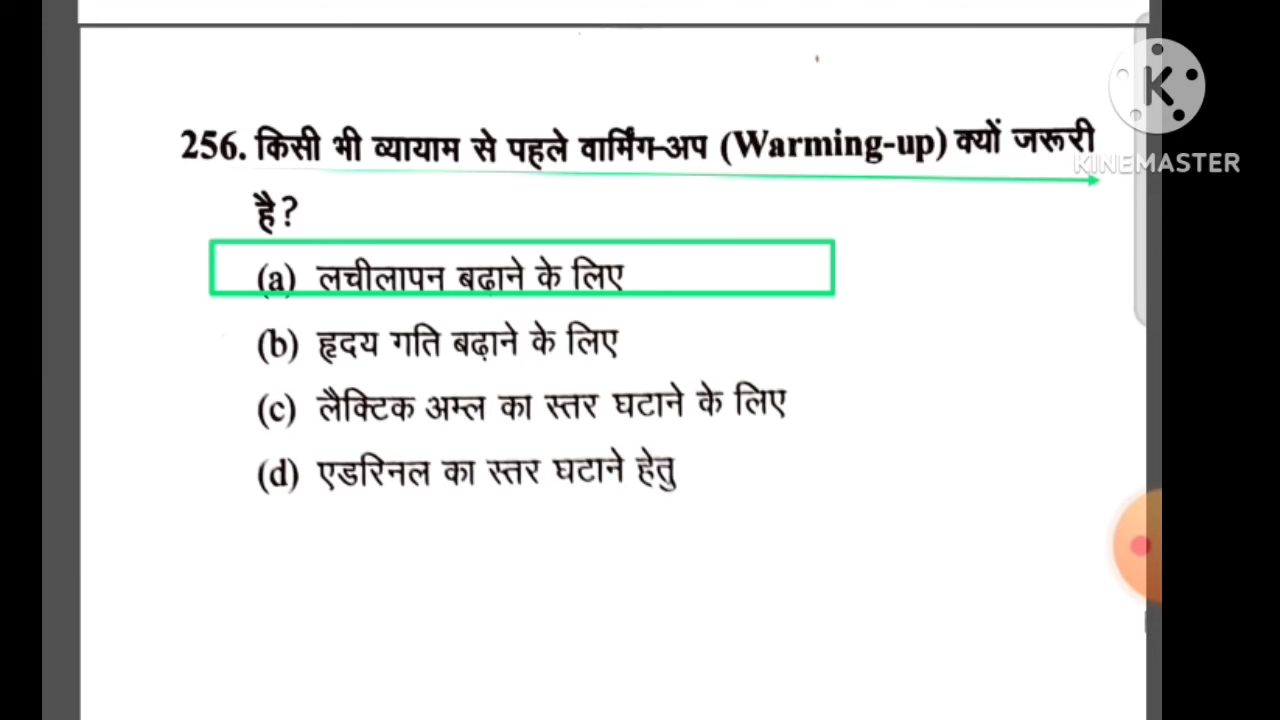 256. किसी भी व्यायाम से पहले वार्मिंग-अप (Warming-up) क्यों जरूरी
है?
(a) लचीलापन बढ़ाने के लिए
(b) हृदय गति बढ़ाने के लिए
(c) लैक्टिक अम्ल का स्तर घटाने के लिए
(d) एडरिनल का स्तर घटाने हेतु
K
KINEMASTER